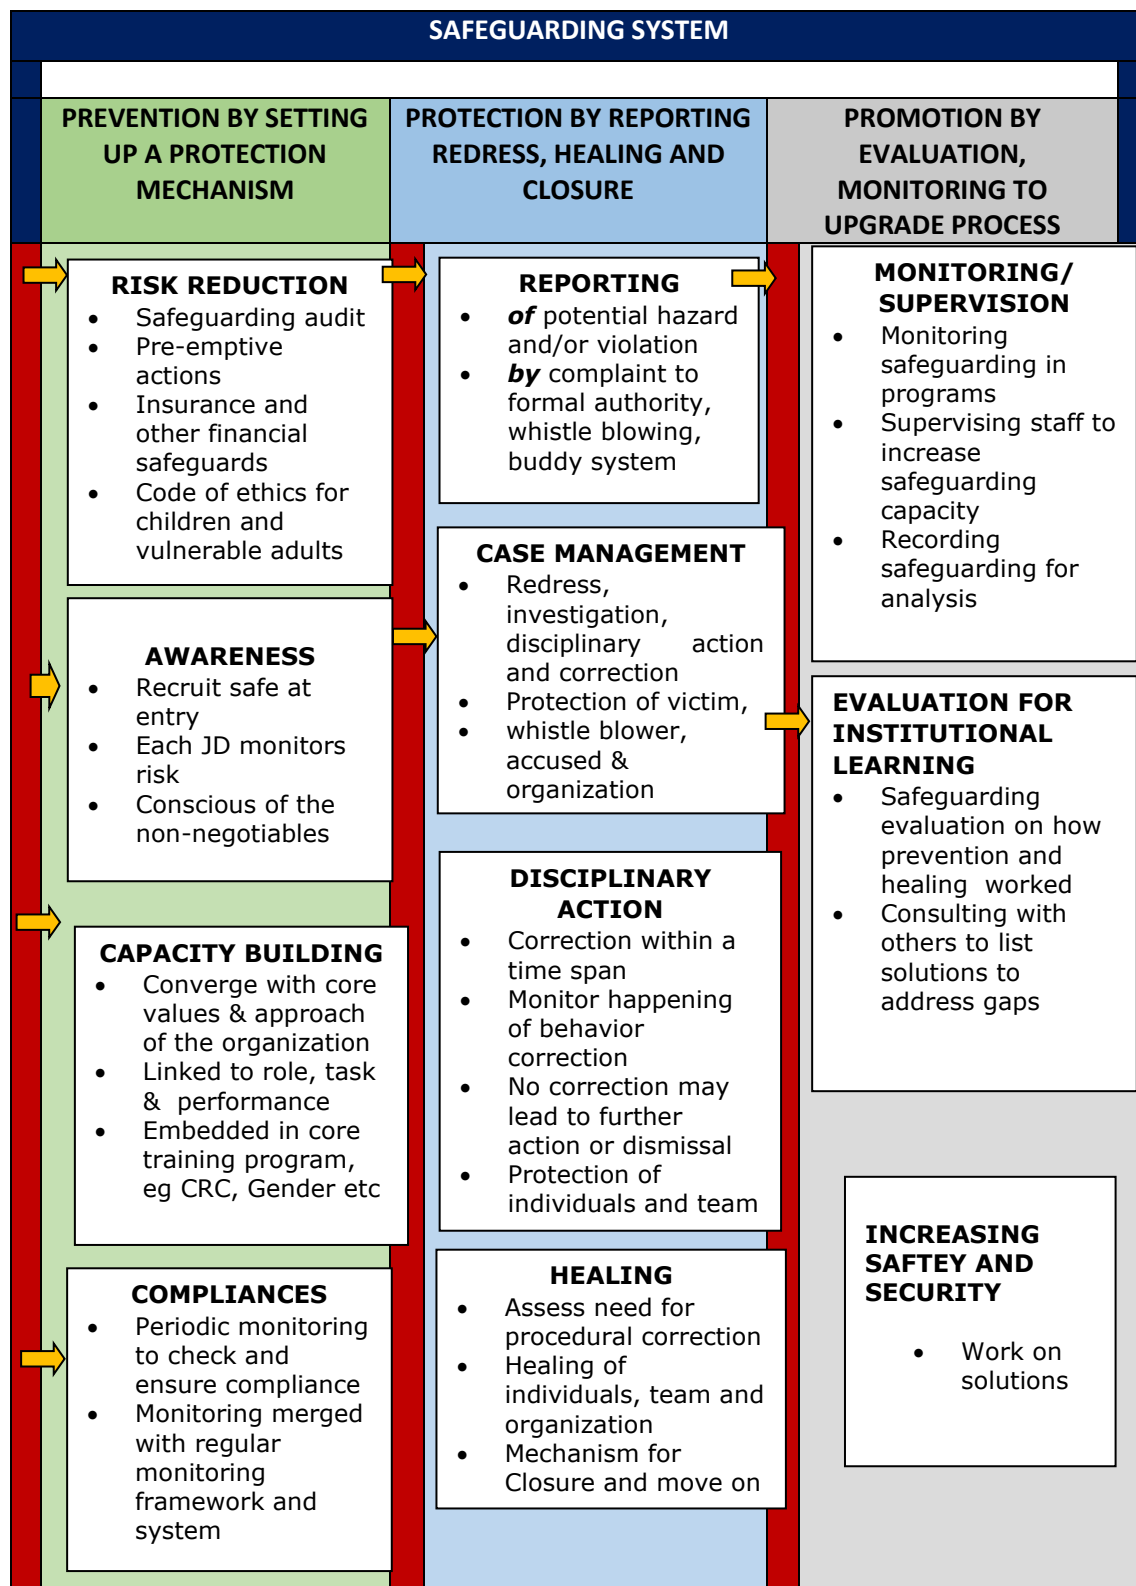 SAFEGUARDING SYSTEM
PREVENTION BY SETTING
UP A PROTECTION
MECHANISM
PROTECTION BY REPORTING
REDRESS, HEALING AND
CLOSURE
PROMOTION BY
EVALUATION,
MONITORING TO
UPGRADE PROCESS
RISK REDUCTION
• Safeguarding audit
• Pre-emptive
actions
• Insurance and
other financial
safeguards
• Code of ethics for
children and
vulnerable adults
AWARENESS
• Recruit safe at
entry
• Each JD monitors
risk
• Conscious of the
non-negotiables
CAPACITY BUILDING
• Converge with core
values & approach
of the organization
• Linked to role, task
& performance
• Embedded in core
training program,
eg CRC, Gender etc
COMPLIANCES
• Periodic monitoring
to check and
ensure compliance
• Monitoring merged
with regular
monitoring
framework and
system
REPORTING
• of potential hazard
and/or violation
• by complaint to
formal authority,
whistle blowing,
buddy system
CASE MANAGEMENT
• Redress,
investigation,
disciplinary action
and correction
• Protection of victim,
• whistle blower,
accused &
organization
DISCIPLINARY
ACTION
• Correction within a
time span
• Monitor happening
of behavior
correction
• No correction may
lead to further
action or dismissal
• Protection of
individuals and team
HEALING
• Assess need for
procedural correction
• Healing of
individuals, team and
organization
• Mechanism for
Closure and move on
MONITORING/
SUPERVISION
• Monitoring
safeguarding in
programs
• Supervising staff to
increase
safeguarding
capacity
• Recording
safeguarding for
analysis
EVALUATION FOR
INSTITUTIONAL
LEARNING
• Safeguarding
evaluation on how
prevention and
healing worked
• Consulting with
others to list
solutions to
address gaps
INCREASING
SAFTEY AND
SECURITY
• Work on
solutions